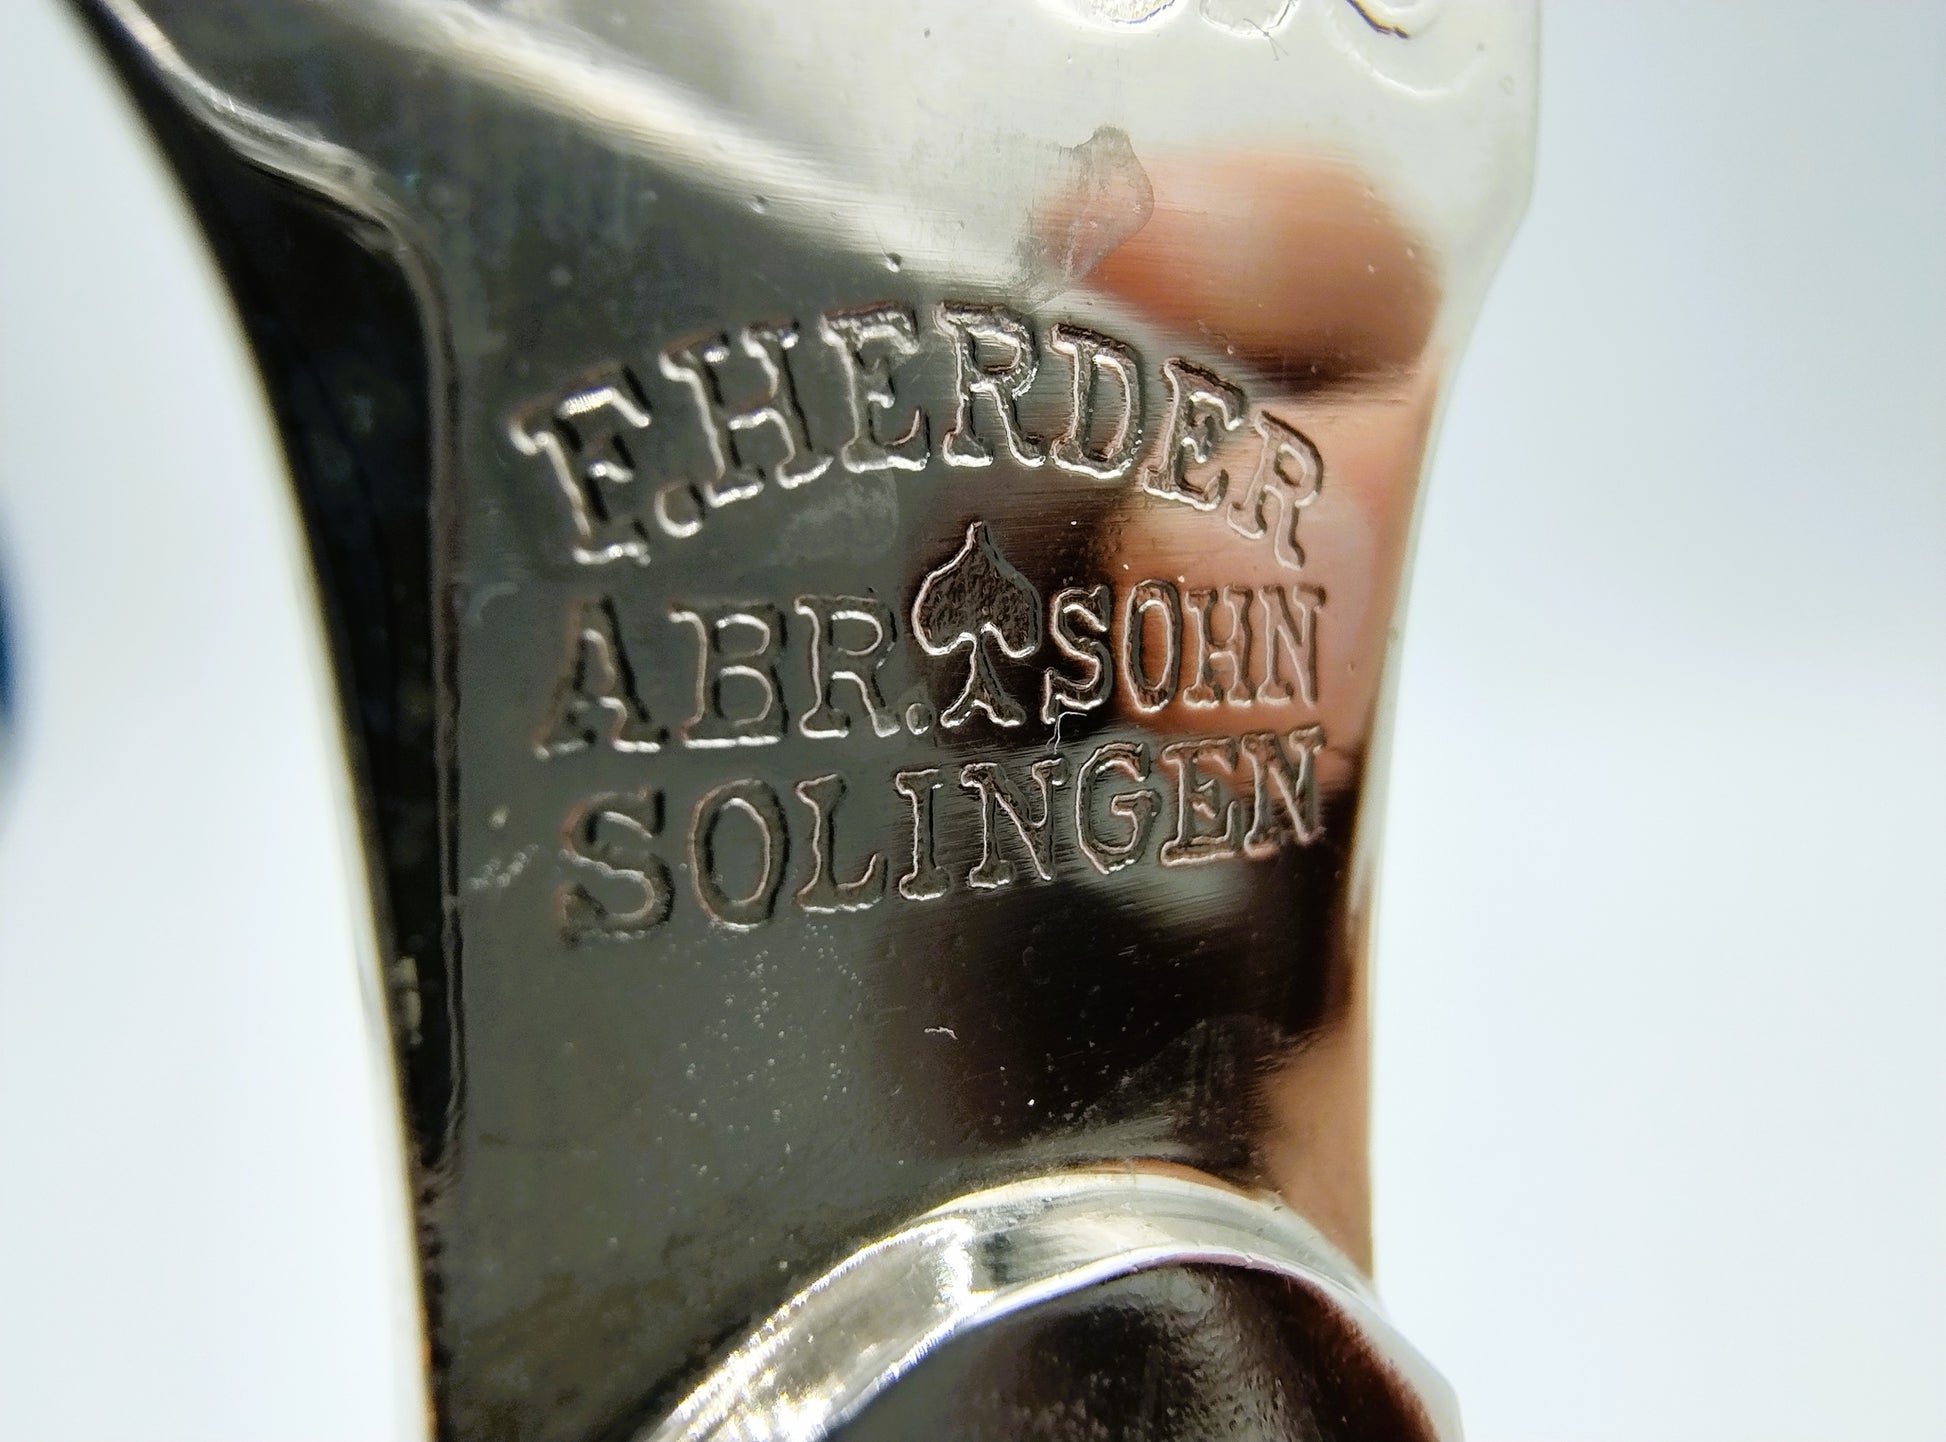 F. HERDER
ABR. SOHN
SOLINGEN